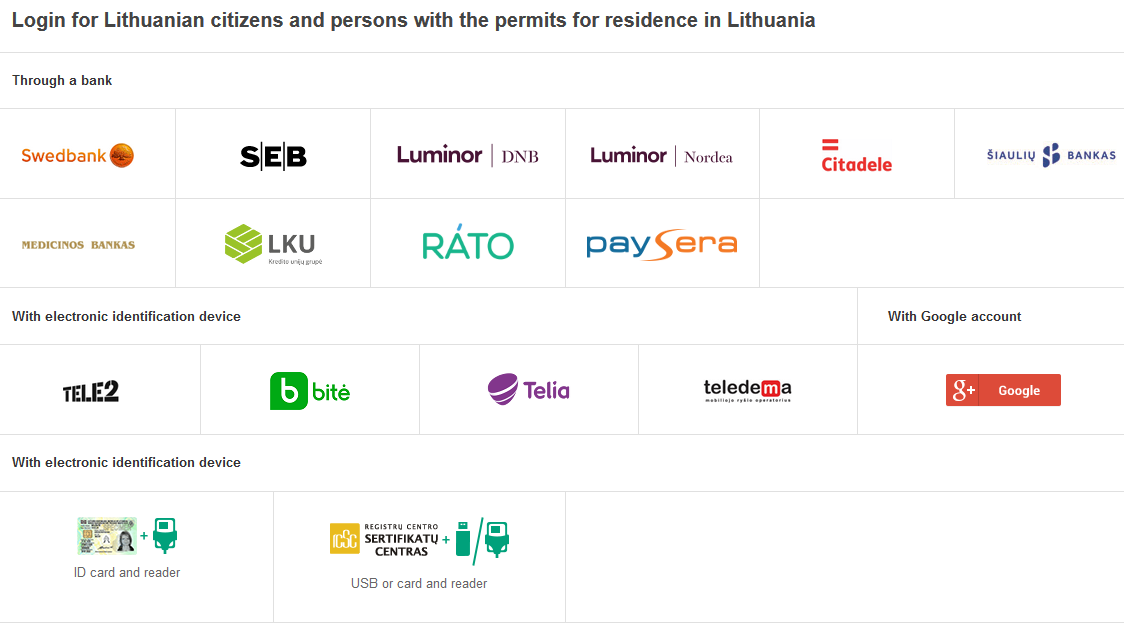 Login for Lithuanian citizens and persons with the permits for residence in Lithuania
Through a bank
Swedbank
SEB
Luminor | DNB
Luminor | Nordea
Citadele
ŠIAULIŲ BANKAS
MEDICINOS BANKAS
LKU
Kredito unijų grupė
RÁTO
paysera
With electronic identification device
With Google account
TELE2
b bitė
Telia
teledema
mobiliojo ryšio operatorius
g+ Google
With electronic identification device
+
ID card and reader
ICSC
REGISTRŲ CENTRO
SERTIFIKATŲ
CENTRAS
+ /
USB or card and reader